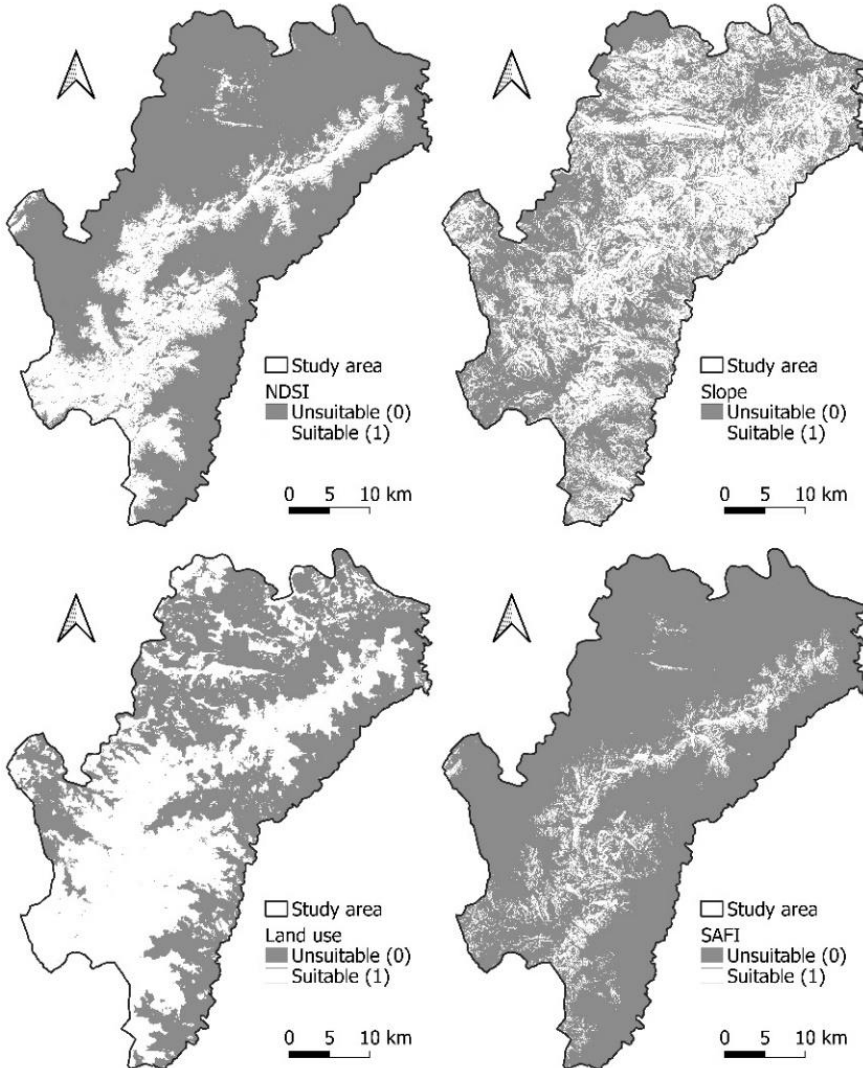 Study area
NDSI
Unsuitable (0)
Suitable (1)
0 5 10 km
Study area
Slope
Unsuitable (0)
Suitable (1)
0 5 10 km
Study area
Land use
Unsuitable (0)
Suitable (1)
0 5 10 km
Study area
SAFI
Unsuitable (0)
Suitable (1)
0 5 10 km